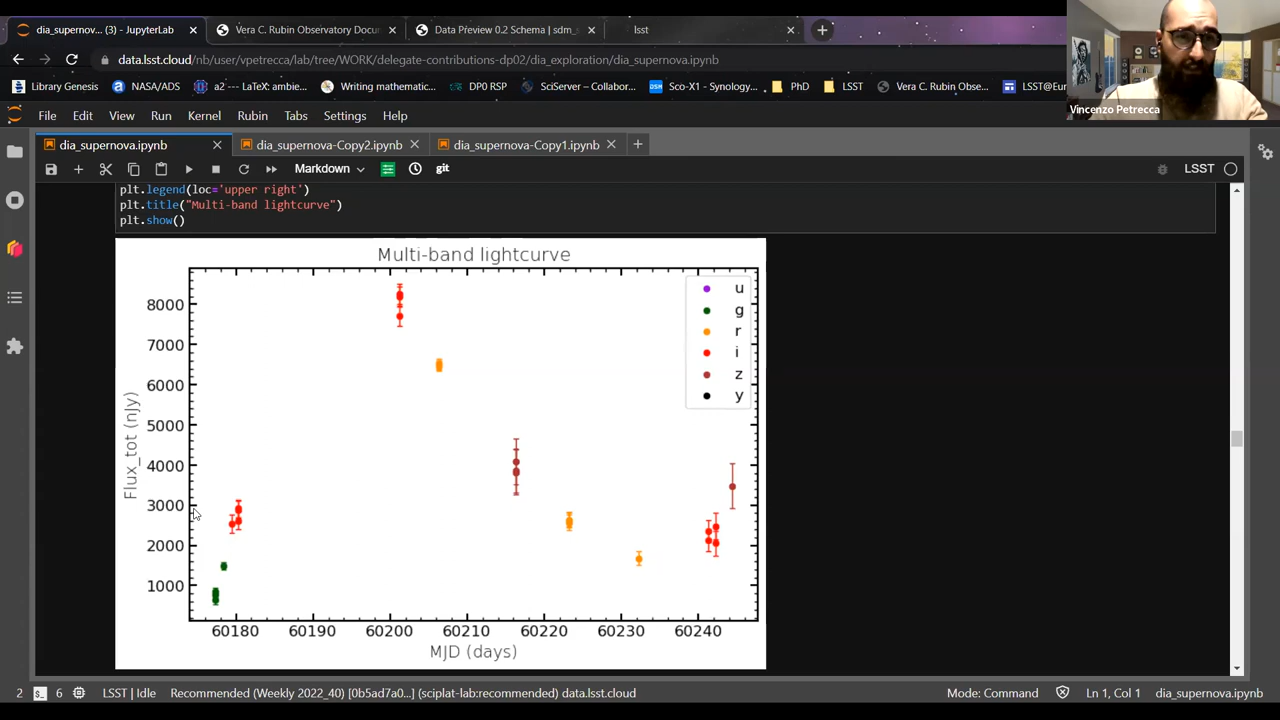 dia_supernova... (3) - JupyterLab
Vera C. Rubin Observatory Docu
Data Preview 0.2 Schema | sdm_s
lsst
data.lsst.cloud/nb/user/vpetrecca/lab/tree/WORK/delegate-contributions-dp02/dia_exploration/dia_supernova.ipynb
Library Genesis
NASA/ADS
a2 --- LaTeX: ambie...
Writing mathematic...
DP0 RSP
SciServer – Collabor...
Sco-X1 - Synology...
PhD
LSST
Vera C. Rubin Obse...
LSST@Eur
Vincenzo Petrecca
File Edit View Run Kernel Rubin Tabs Settings Help
dia_supernova.ipynb
dia_supernova-Copy2.ipynb
dia_supernova-Copy1.ipynb
Markdown
git
LSST
plt.legend(loc='upper right')
plt.title("Multi-band lightcurve")
plt.show()
Multi-band lightcurve
u
g
r
i
z
y
8000
7000
6000
5000
4000
3000
2000
1000
Flux_tot (nJy)
60180 60190 60200 60210 60220 60230 60240
MJD (days)
2 $_ 6 LSST | Idle Recommended (Weekly 2022_40) [0b5ad7a0...] (sciplat-lab:recommended) data.lsst.cloud Mode: Command Ln 1, Col 1 dia_supernova.ipynb